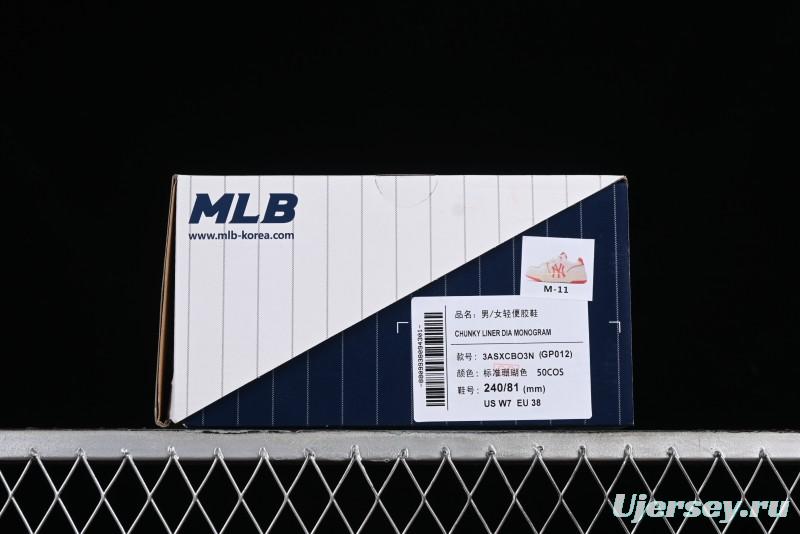 MLB
www.mlb-korea.com
NY
M-11
品名: 男/女轻便胶鞋
CHUNKY LINER DIA MONOGRAM
款号: 3ASXCBO3N (GP012)
颜色: 标准珊瑚色 50COS
鞋号: 240/81 (mm)
US W7 EU 38
Ujersey.ru